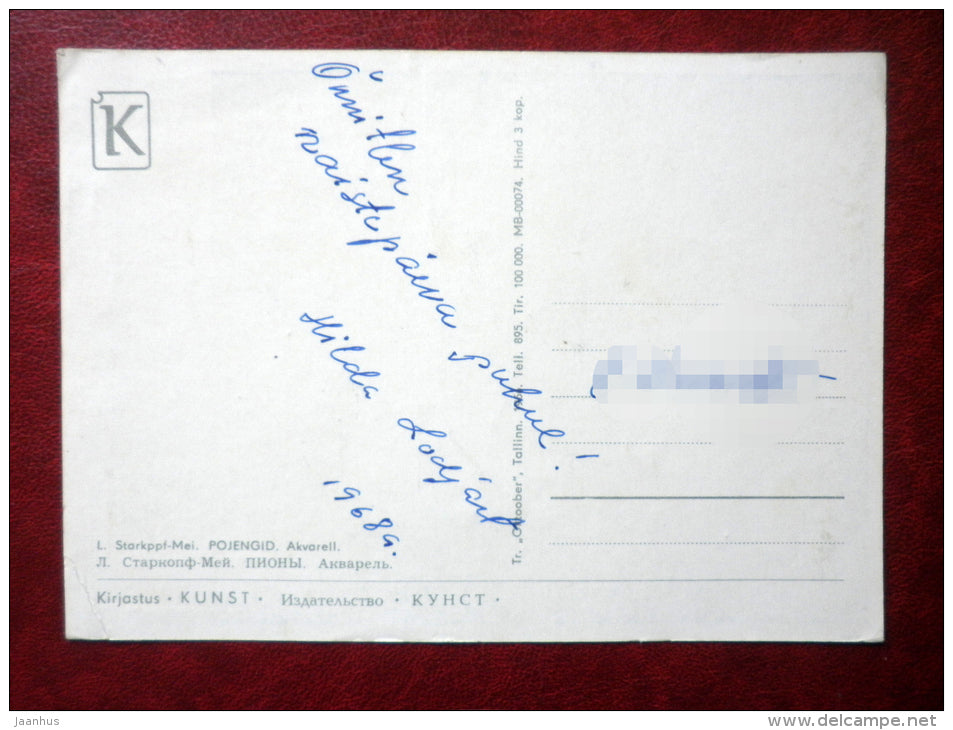 K
Õnnitlen
naistepäeva puhul!
Hilda
1968a.
L. Starkppf-Mei. POJENGID. Akvarell.
Л. Старкопф-Мей. ПИОНЫ. Акварель.
Kirjastus • KUNST • Издательство • КУНСТ •
Tr. „Oktoober", Tallinn. Tell. 895. Tir. 100 000. MB-00074. Hind 3 kop.
Jaanhus
www.delcampe.net